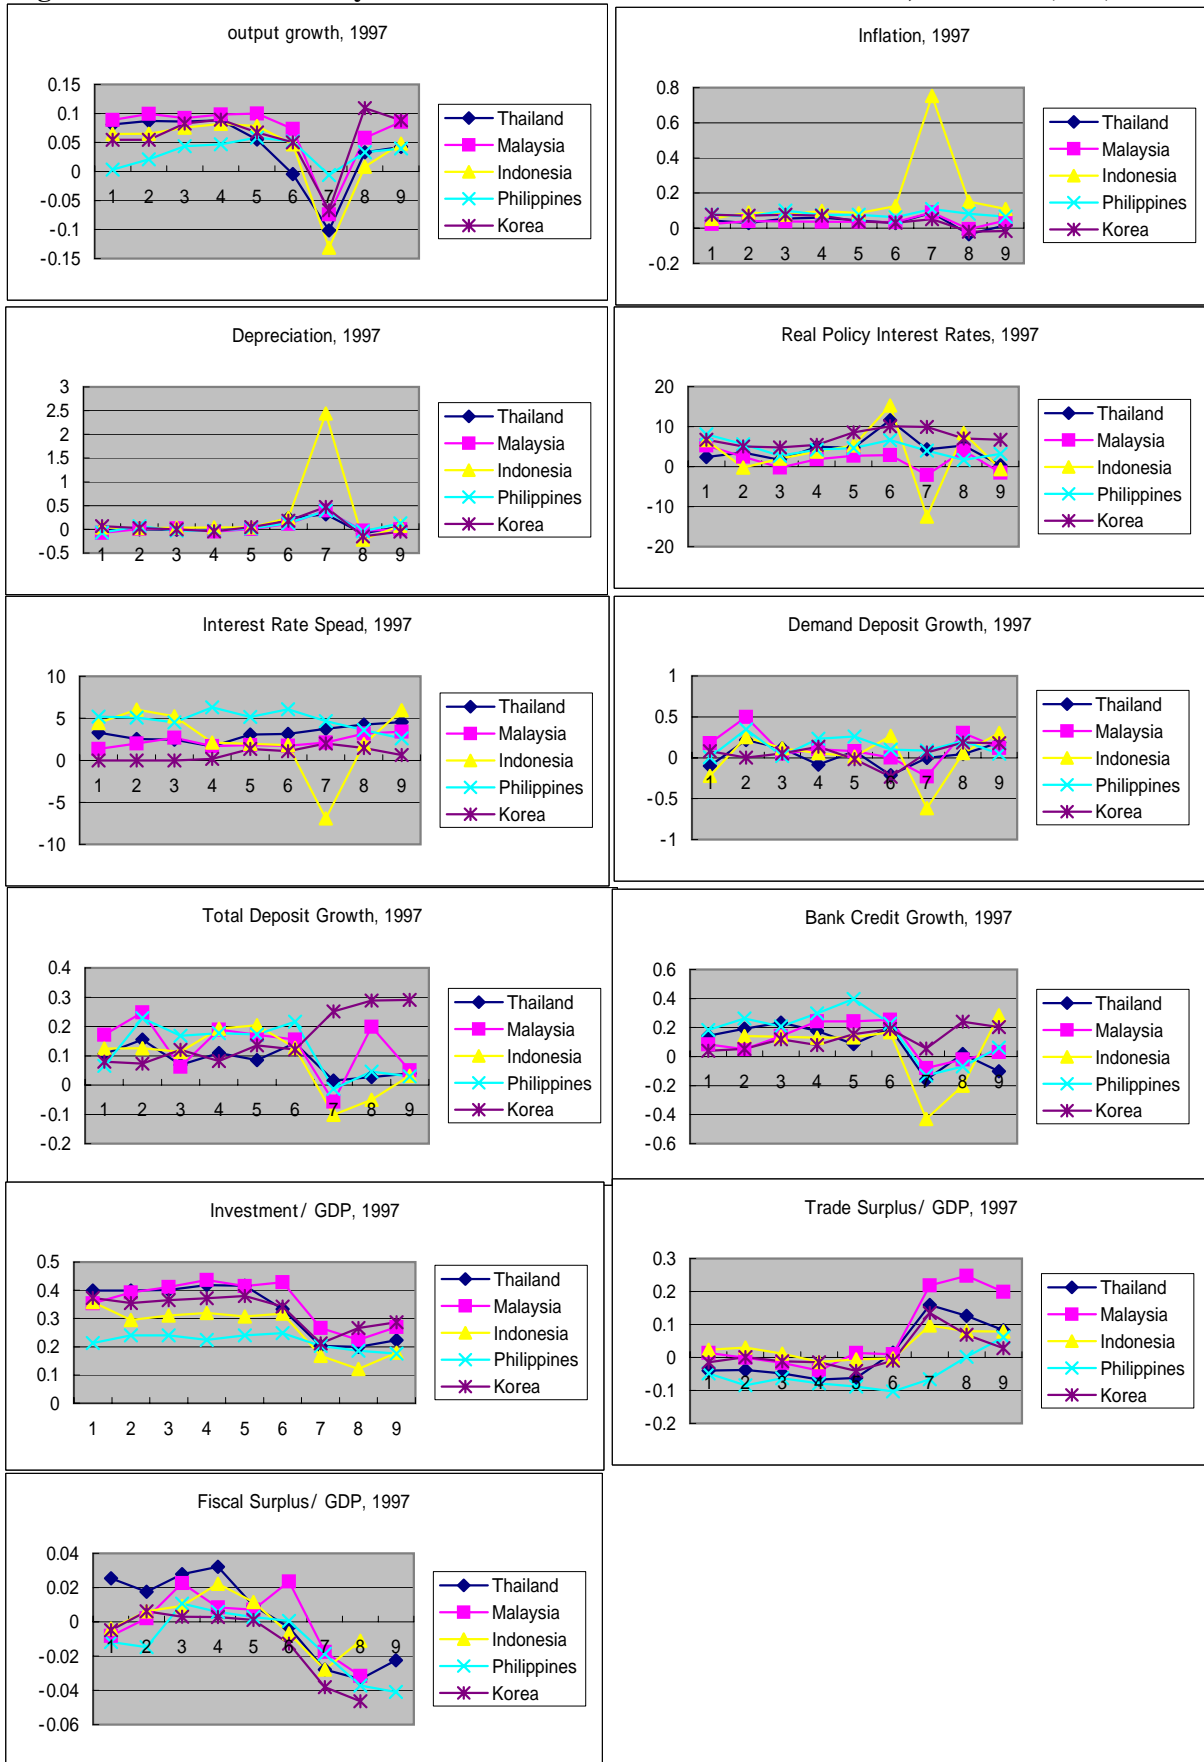 output growth, 1997
0.15
0.1
0.05
0
-0.05
-0.1
-0.15
1 2 3 4 5 6 7 8 9
Thailand
Malaysia
Indonesia
Philippines
Korea
Inflation, 1997
0.8
0.6
0.4
0.2
0
-0.2
1 2 3 4 5 6 7 8 9
Thailand
Malaysia
Indonesia
Philippines
Korea
Depreciation, 1997
3
2.5
2
1.5
1
0.5
0
-0.5
1 2 3 4 5 6 7 8 9
Thailand
Malaysia
Indonesia
Philippines
Korea
Real Policy Interest Rates, 1997
20
10
0
-10
-20
1 2 3 4 5 6 7 8 9
Thailand
Malaysia
Indonesia
Philippines
Korea
Interest Rate Spead, 1997
10
5
0
-5
-10
1 2 3 4 5 6 7 8 9
Thailand
Malaysia
Indonesia
Philippines
Korea
Demand Deposit Growth, 1997
1
0.5
0
-0.5
-1
1 2 3 4 5 6 7 8 9
Thailand
Malaysia
Indonesia
Philippines
Korea
Total Deposit Growth, 1997
0.4
0.3
0.2
0.1
0
-0.1
-0.2
1 2 3 4 5 6 7 8 9
Thailand
Malaysia
Indonesia
Philippines
Korea
Bank Credit Growth, 1997
0.6
0.4
0.2
0
-0.2
-0.4
-0.6
1 2 3 4 5 6 7 8 9
Thailand
Malaysia
Indonesia
Philippines
Korea
Investment/ GDP, 1997
0.5
0.4
0.3
0.2
0.1
0
1 2 3 4 5 6 7 8 9
Thailand
Malaysia
Indonesia
Philippines
Korea
Trade Surplus/ GDP, 1997
0.3
0.2
0.1
0
-0.1
-0.2
1 2 3 4 5 6 7 8 9
Thailand
Malaysia
Indonesia
Philippines
Korea
Fiscal Surplus/ GDP, 1997
0.04
0.02
0
-0.02
-0.04
-0.06
1 2 3 4 5 6 7 8 9
Thailand
Malaysia
Indonesia
Philippines
Korea